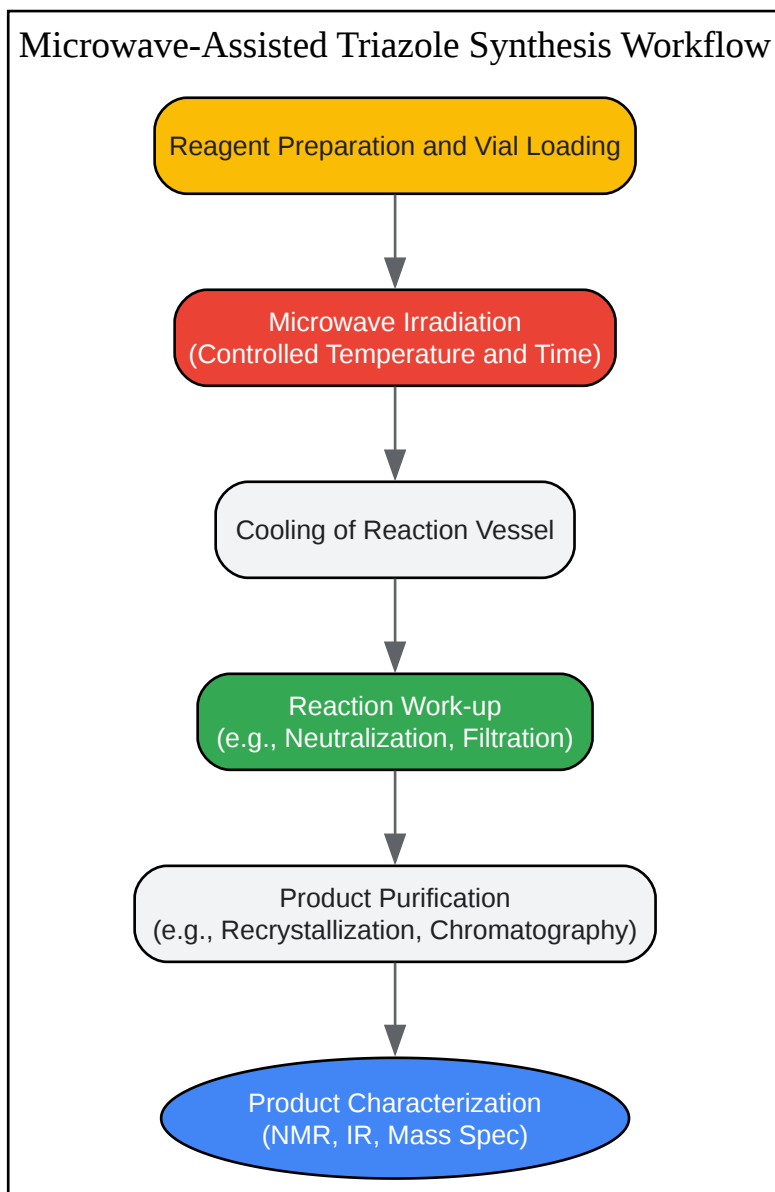 Microwave-Assisted Triazole Synthesis Workflow
Reagent Preparation and Vial Loading
Microwave Irradiation
(Controlled Temperature and Time)
Cooling of Reaction Vessel
Reaction Work-up
(e.g., Neutralization, Filtration)
Product Purification
(e.g., Recrystallization, Chromatography)
Product Characterization
(NMR, IR, Mass Spec)